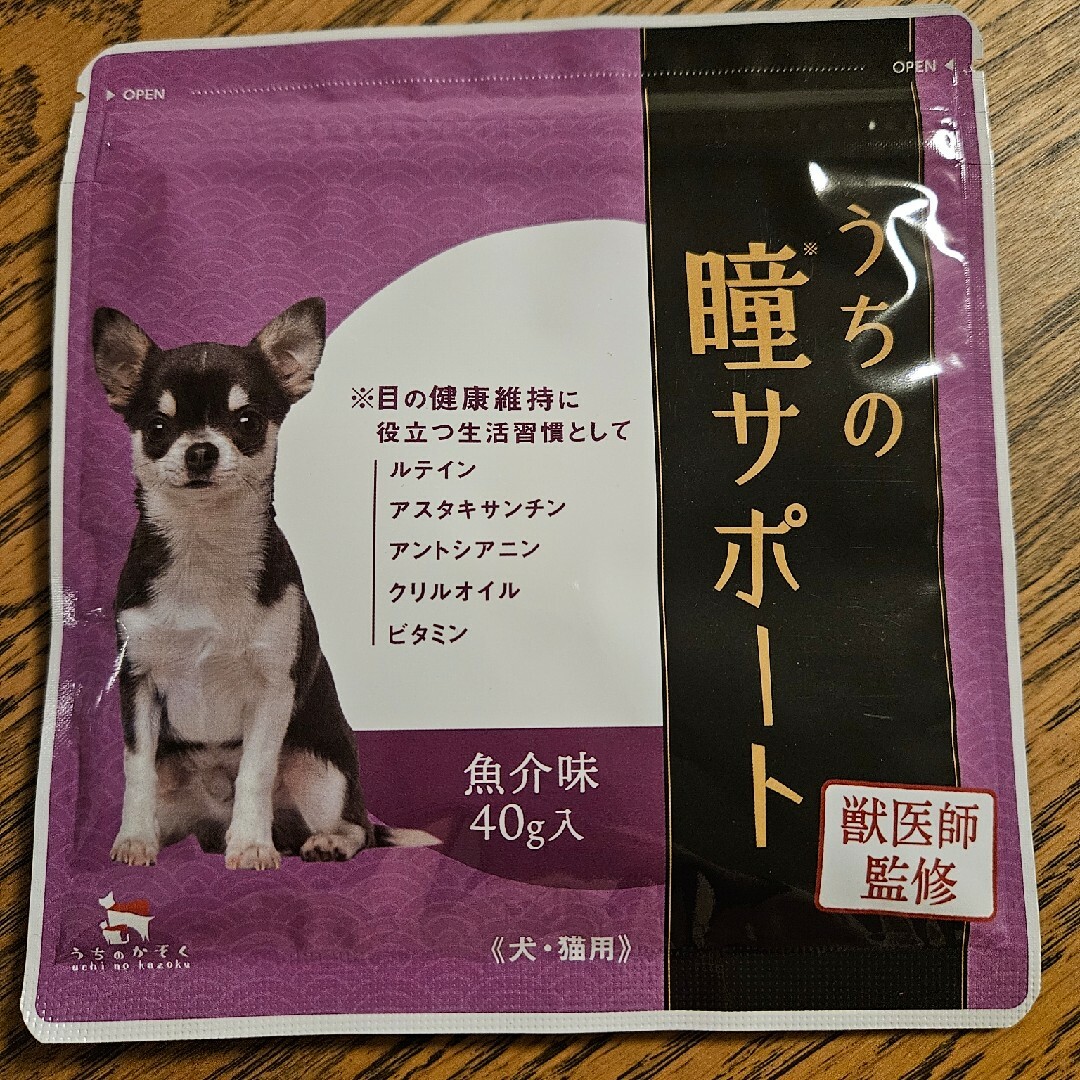 OPEN
OPEN
うちの
瞳※サポート
※目の健康維持に
役立つ生活習慣として
ルテイン
アスタキサンチン
アントシアニン
クリルオイル
ビタミン
魚介味
40g入
獣医師
監修
うちのかぞく
uchi no kazoku
《犬・猫用》